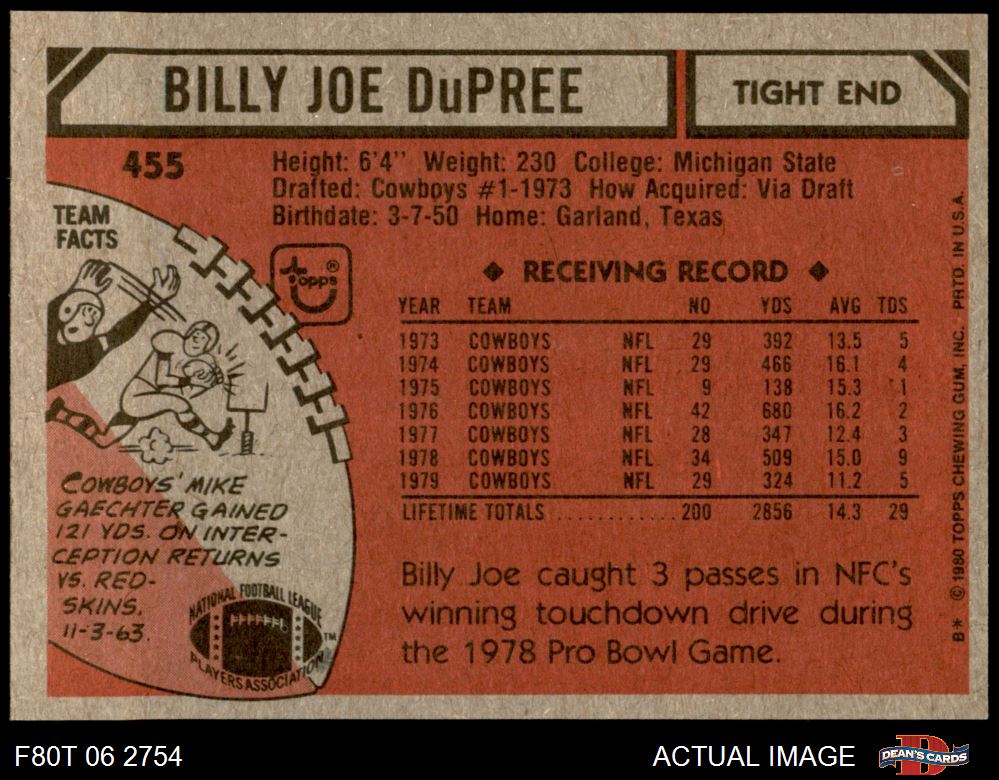 BILLY JOE DuPREE
TIGHT END
455
Height: 6'4" Weight: 230 College: Michigan State
Drafted: Cowboys #1-1973 How Acquired: Via Draft
Birthdate: 3-7-50 Home: Garland, Texas
TEAM
FACTS
topps®
◆ RECEIVING RECORD ◆
YEAR TEAM NO YDS AVG TDS
1973 COWBOYS NFL 29 392 13.5 5
1974 COWBOYS NFL 29 466 16.1 4
1975 COWBOYS NFL 9 138 15.3 1
1976 COWBOYS NFL 42 680 16.2 2
1977 COWBOYS NFL 28 347 12.4 3
1978 COWBOYS NFL 34 509 15.0 9
1979 COWBOYS NFL 29 324 11.2 5
LIFETIME TOTALS ............ 200 2856 14.3 29
COWBOYS' MIKE
GAECHTER GAINED
121 YDS. ON INTER-
CEPTION RETURNS
VS. RED-
SKINS,
11-3-63.
NATIONAL FOOTBALL LEAGUE
NFL
PLAYERS ASSOCIATION
TM
Billy Joe caught 3 passes in NFC's
winning touchdown drive during
the 1978 Pro Bowl Game.
B* © 1980 TOPPS CHEWING GUM, INC. PRTD. IN U.S.A.
F80T 06 2754
ACTUAL IMAGE
DEAN'S CARDS